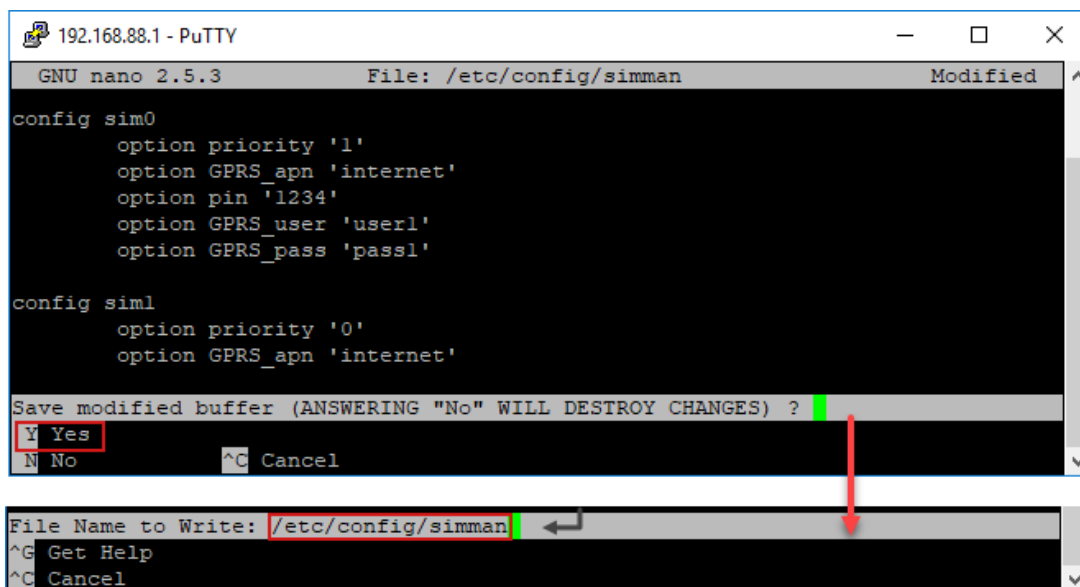 192.168.88.1 - PuTTY
GNU nano 2.5.3 File: /etc/config/simman Modified
config sim0
option priority '1'
option GPRS_apn 'internet'
option pin '1234'
option GPRS_user 'user1'
option GPRS_pass 'pass1'
config sim1
option priority '0'
option GPRS_apn 'internet'
Save modified buffer (ANSWERING "No" WILL DESTROY CHANGES) ?
Y Yes
N No ^C Cancel
File Name to Write: /etc/config/simman
^G Get Help
^C Cancel